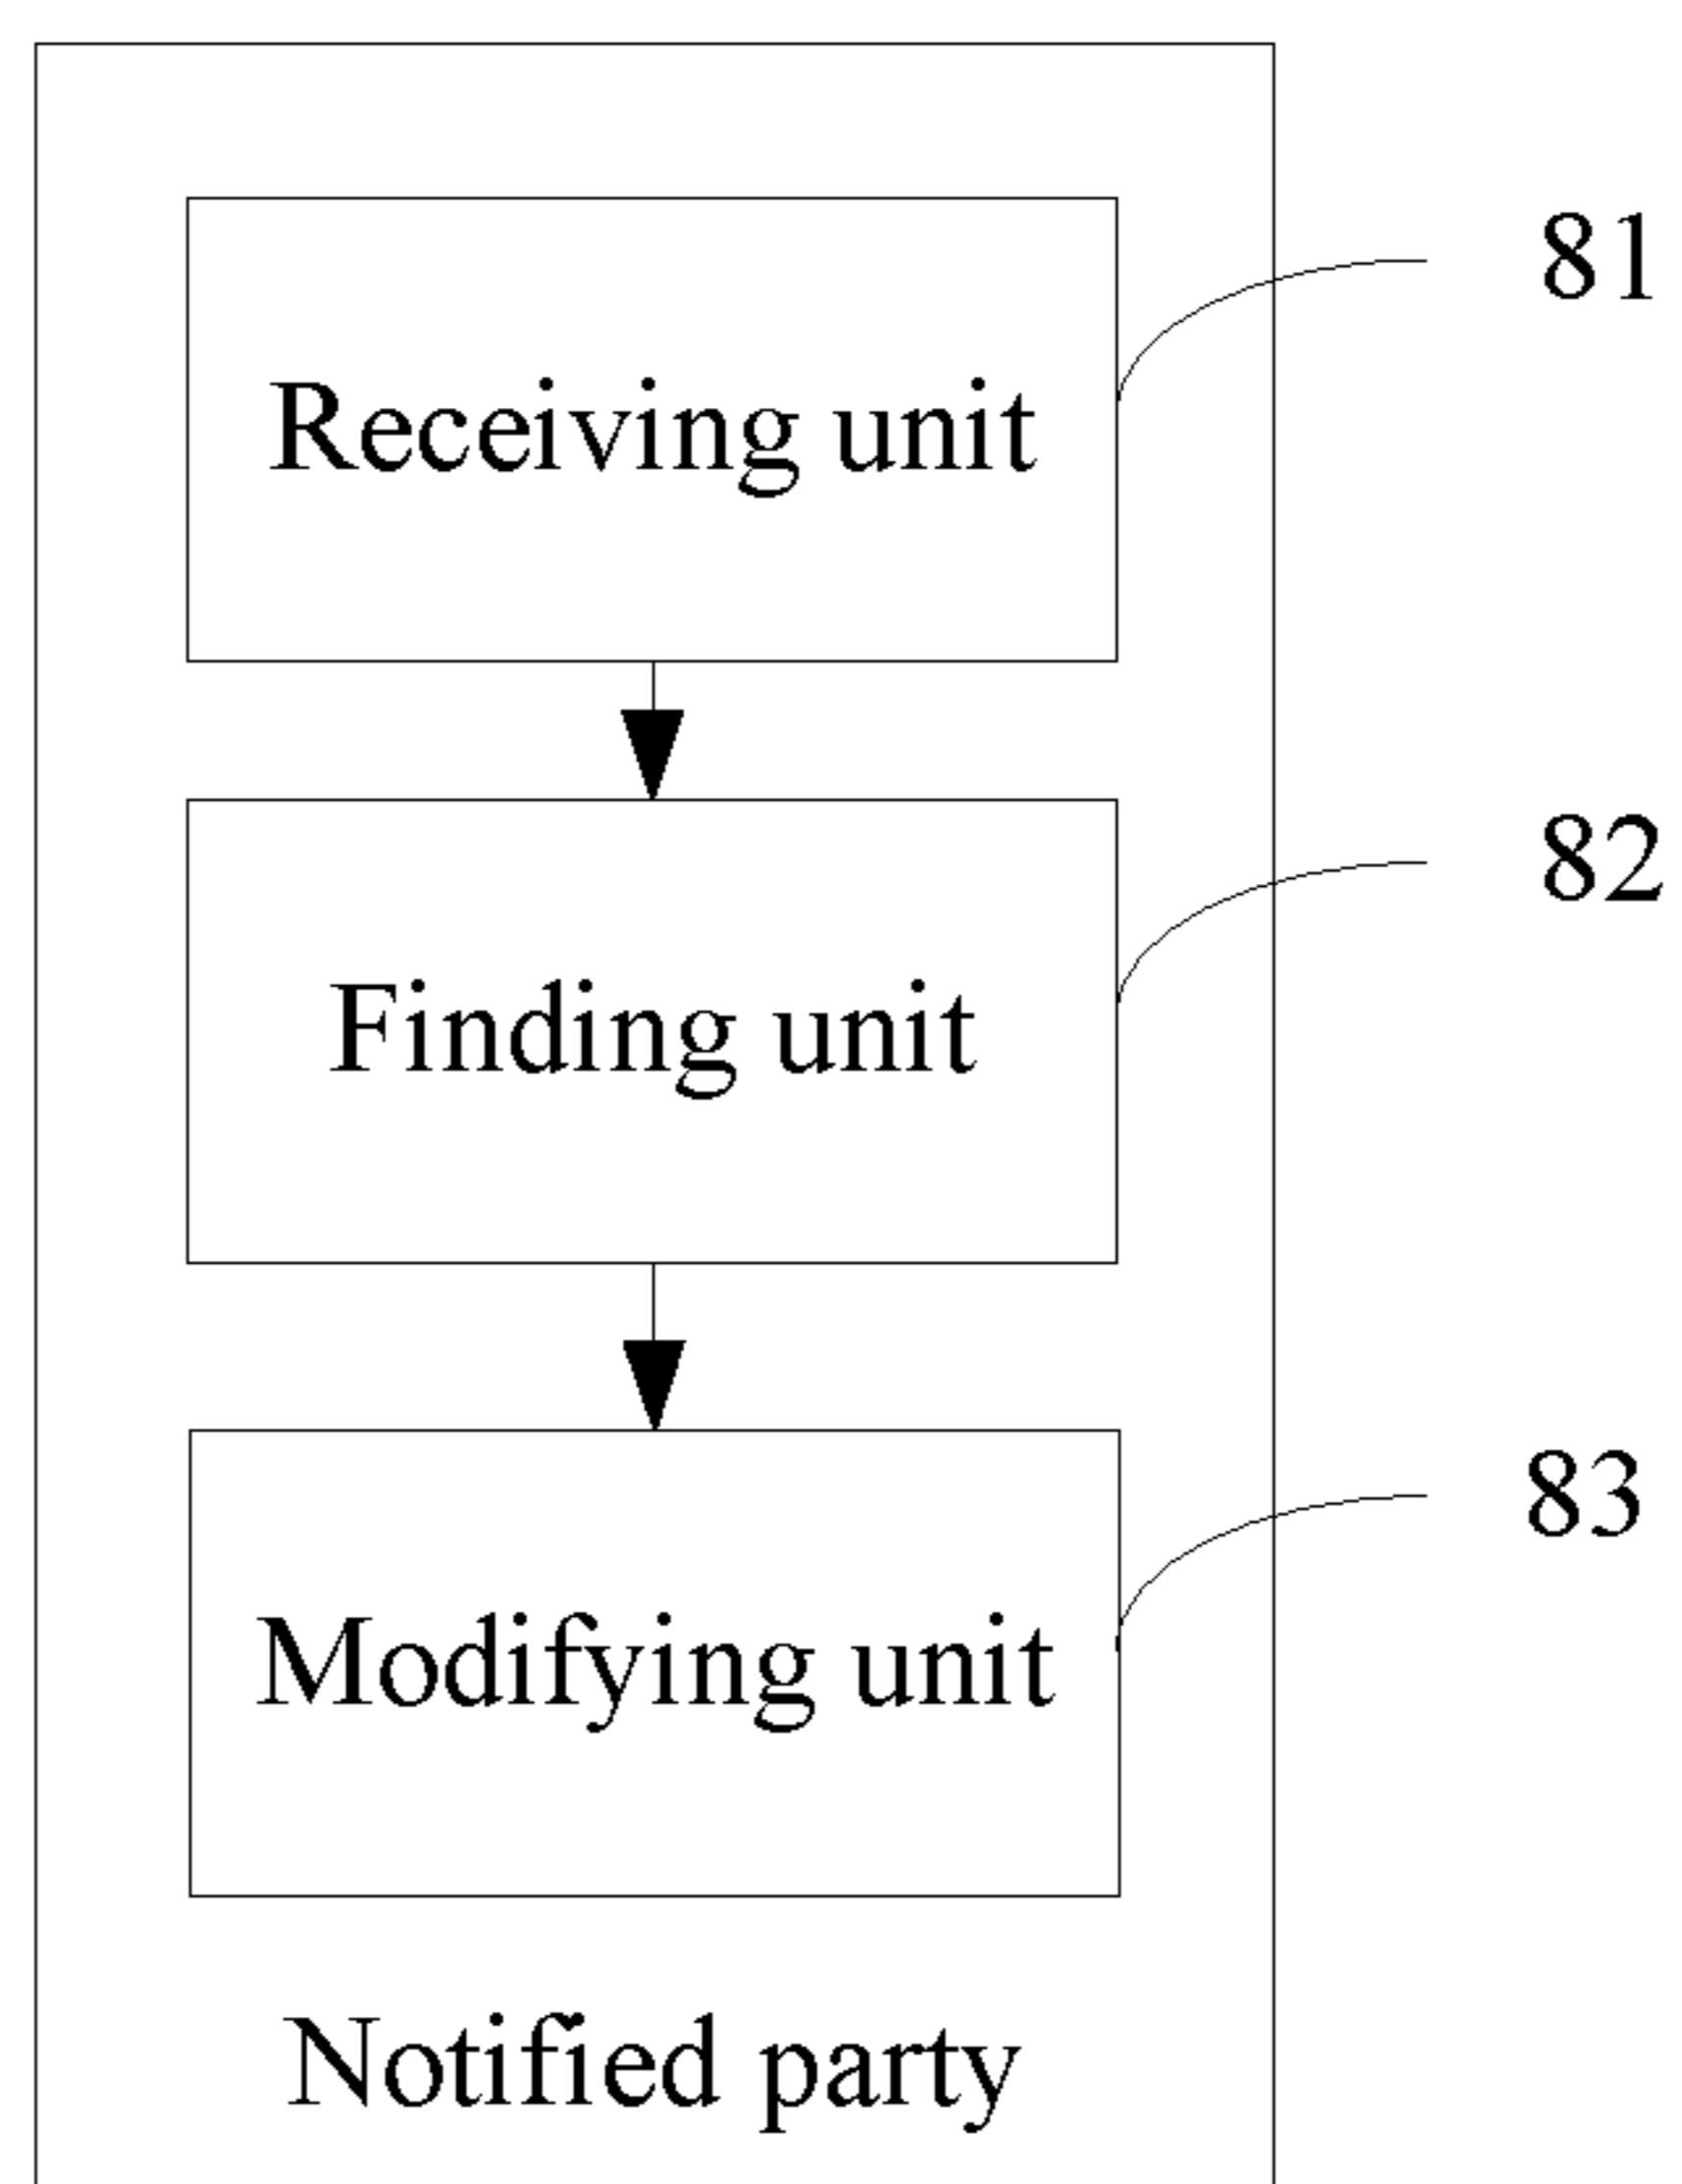 81
Receiving unit
82
Finding unit
83
Modifying unit
Notified party